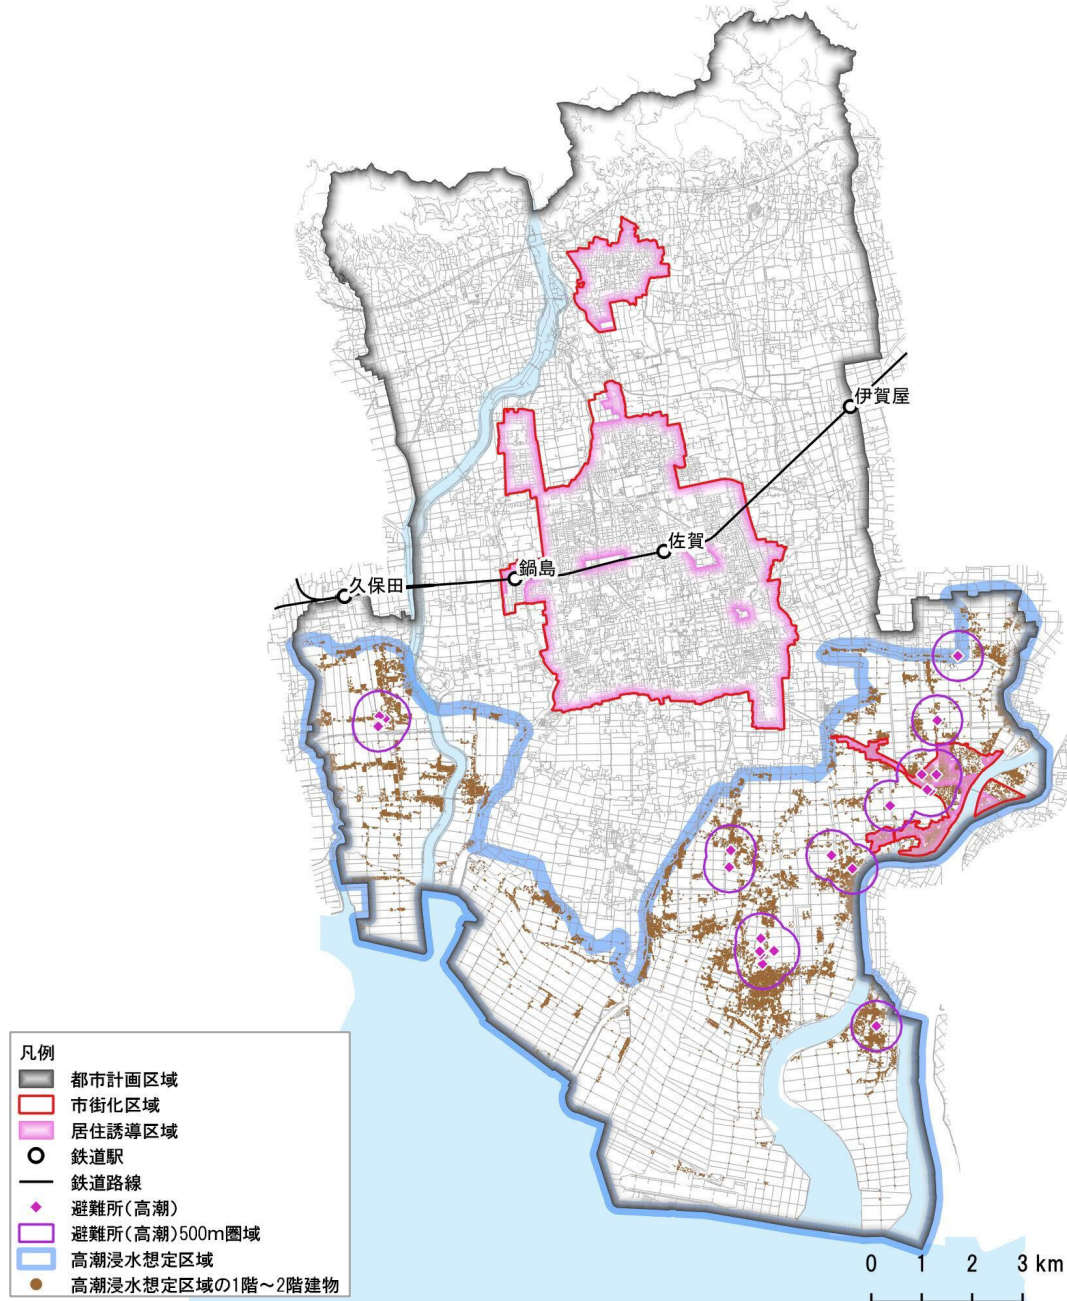 伊賀屋
佐賀
鍋島
久保田
凡例
都市計画区域
市街化区域
居住誘導区域
鉄道駅
鉄道路線
避難所(高潮)
避難所(高潮)500m圏域
高潮浸水想定区域
高潮浸水想定区域の1階～2階建物
0 1 2 3 km